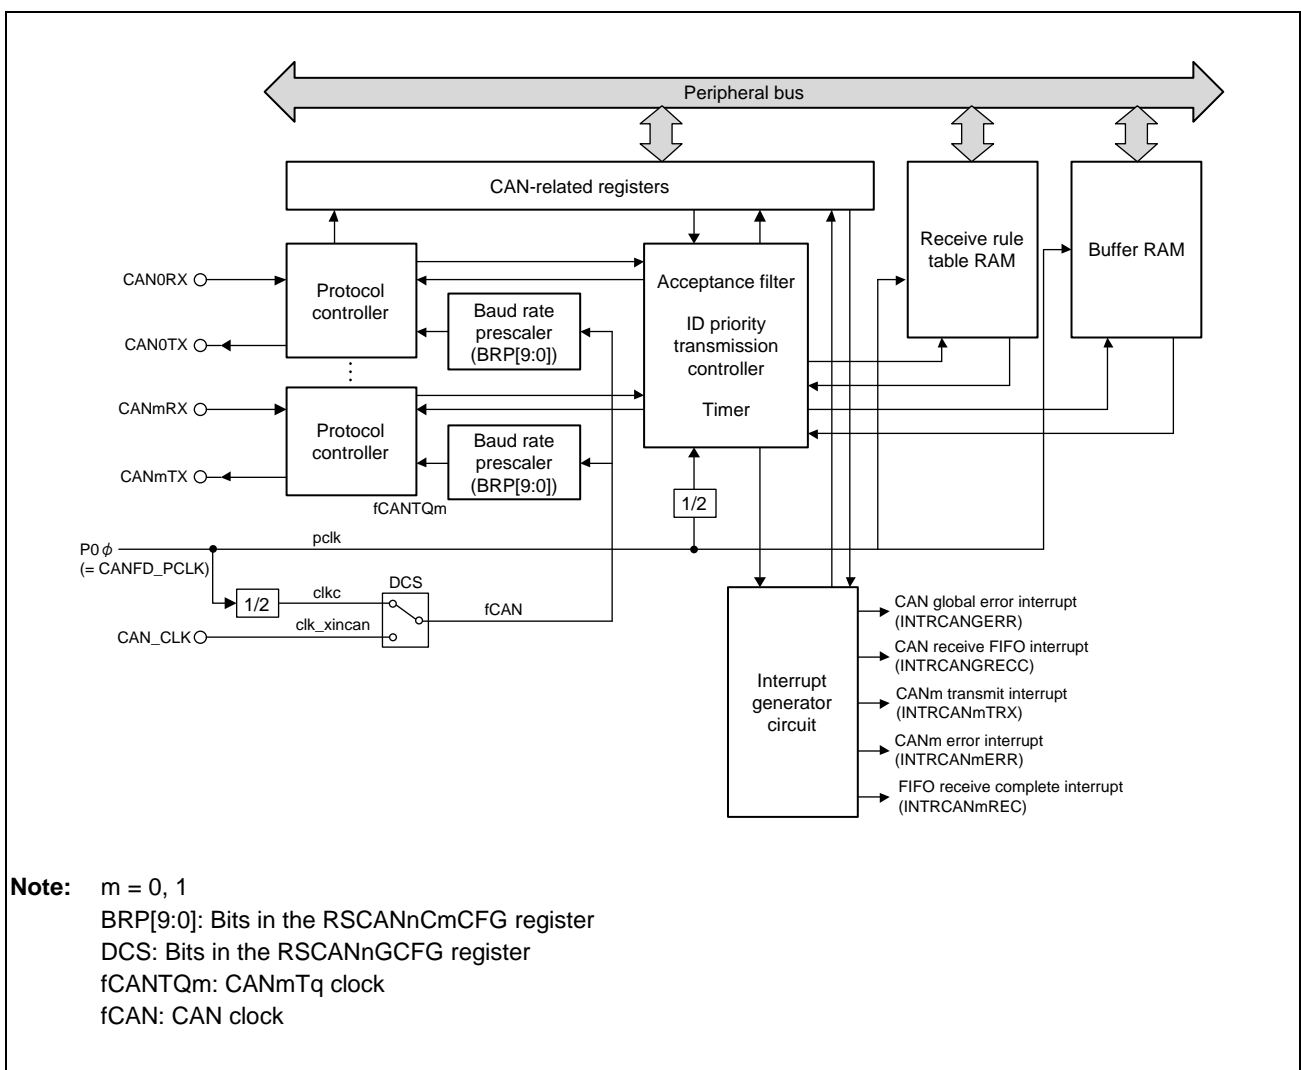 Peripheral bus
CAN-related registers
Receive rule
table RAM
Buffer RAM
CAN0RX
CAN0TX
CANmRX
CANmTX
Protocol
controller
Baud rate
prescaler
(BRP[9:0])
Protocol
controller
Baud rate
prescaler
(BRP[9:0])
fCANTQm
Acceptance filter
ID priority
transmission
controller
Timer
1/2
P0ϕ
(= CANFD_PCLK)
pclk
1/2
clkc
DCS
clk_xincan
CAN_CLK
fCAN
Interrupt
generator
circuit
CAN global error interrupt
(INTRCANGERR)
CAN receive FIFO interrupt
(INTRCANGRECC)
CANm transmit interrupt
(INTRCANmTRX)
CANm error interrupt
(INTRCANmERR)
FIFO receive complete interrupt
(INTRCANmREC)
Note: m = 0, 1
BRP[9:0]: Bits in the RSCANnCmCFG register
DCS: Bits in the RSCANnGCFG register
fCANTQm: CANmTq clock
fCAN: CAN clock